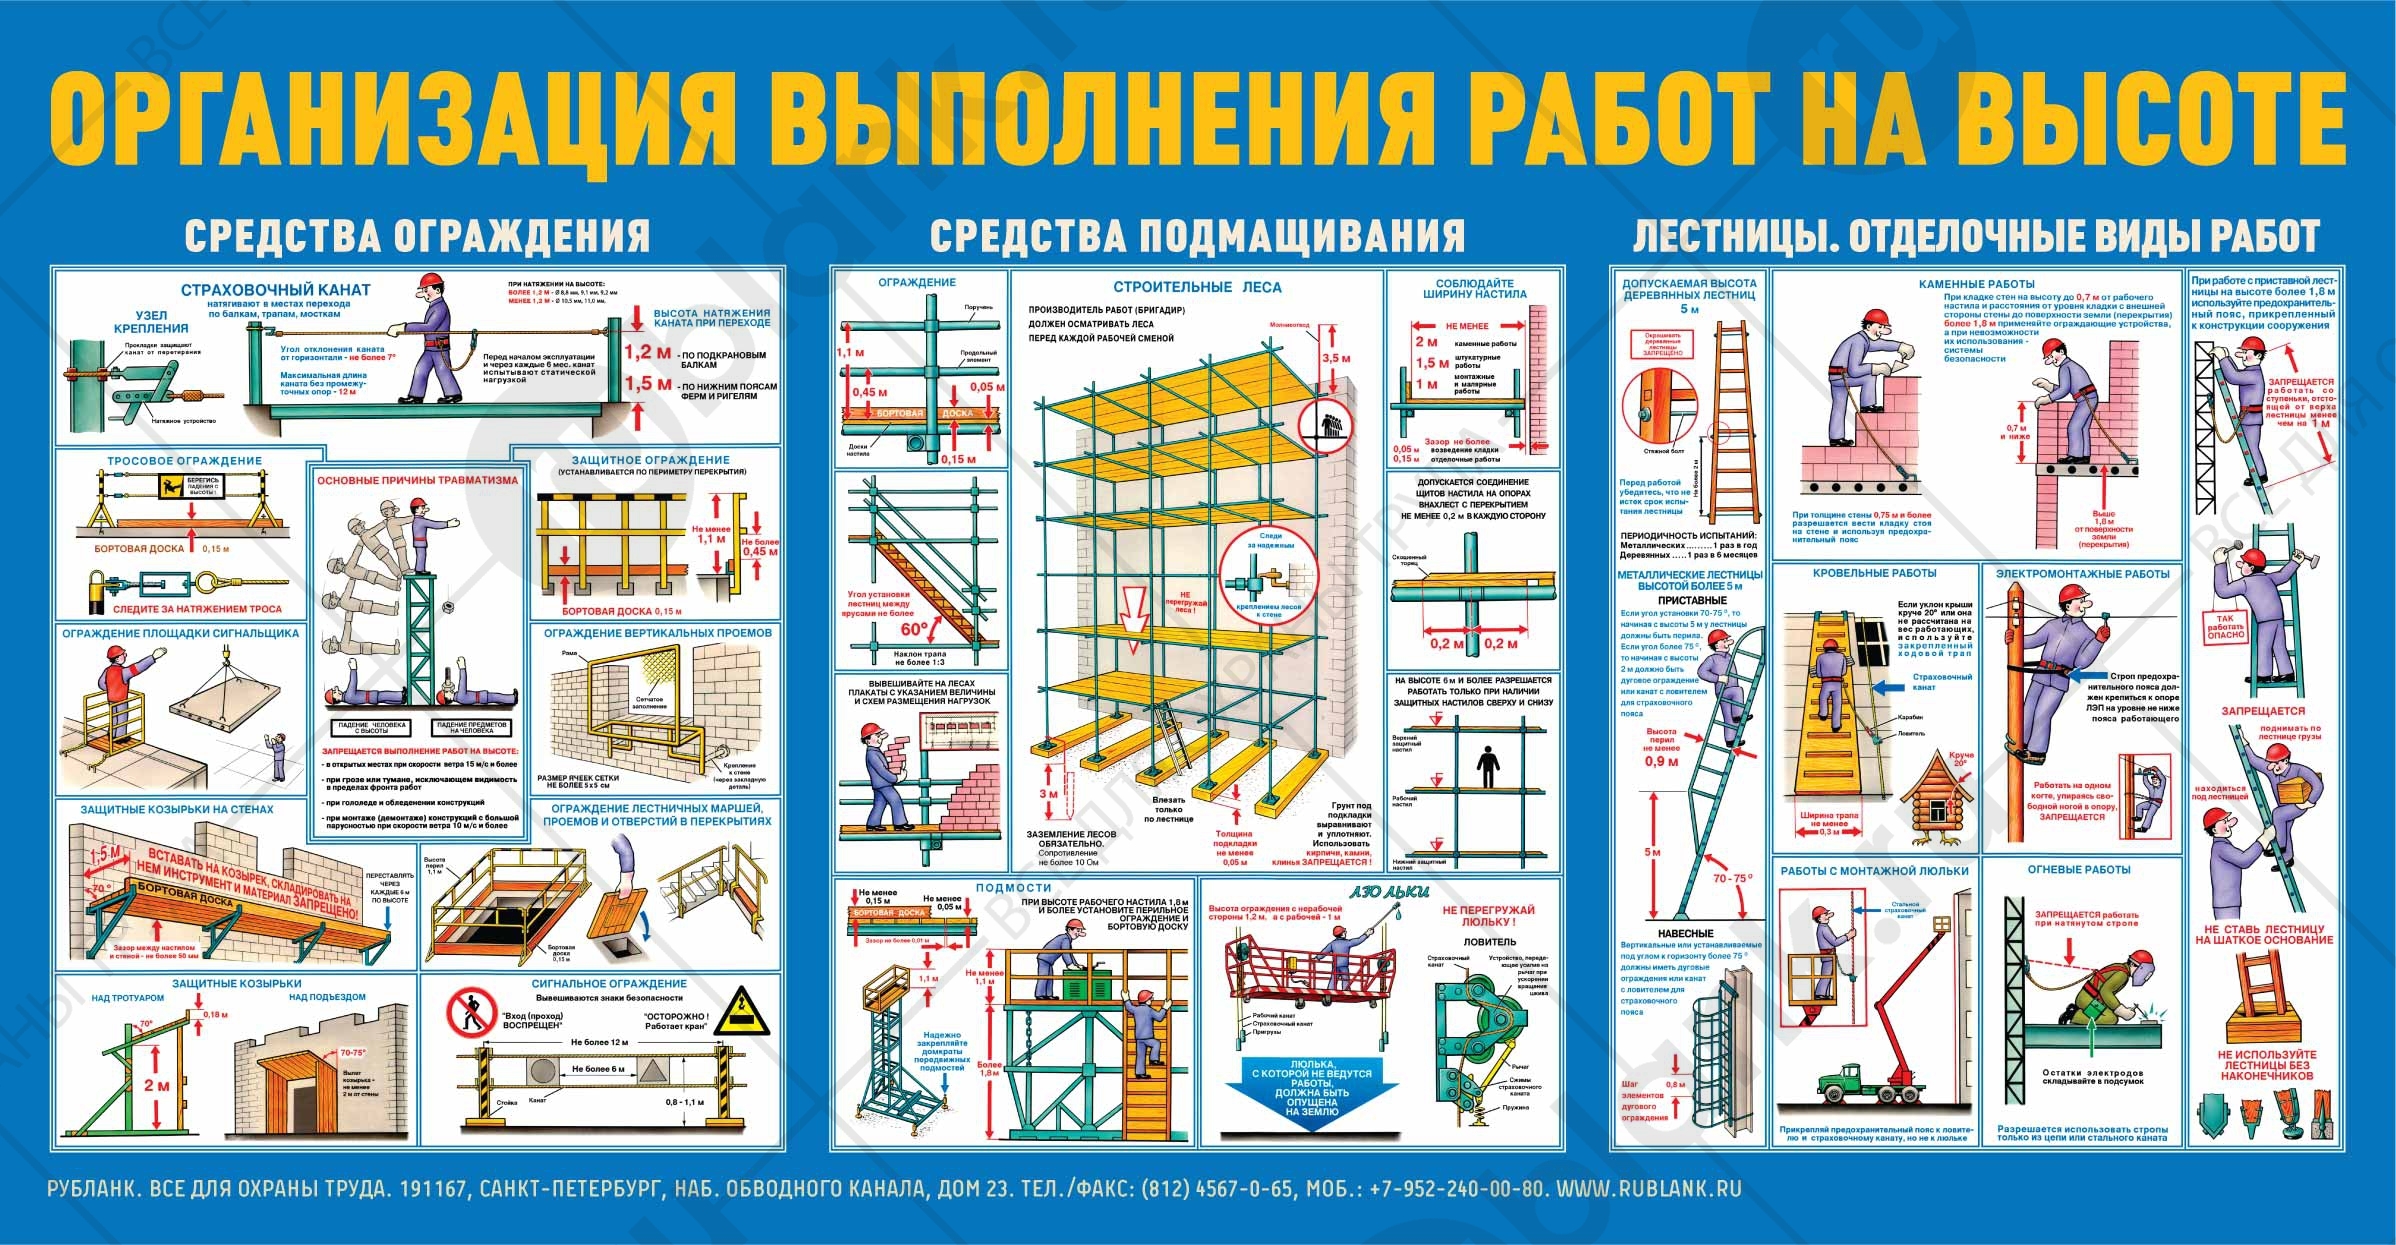 ОРГАНИЗАЦИЯ ВЫПОЛНЕНИЯ РАБОТ НА ВЫСОТЕ
СРЕДСТВА ОГРАЖДЕНИЯ
СТРАХОВОЧНЫЙ КАНАТ
натягивают в местах перехода
по балкам, трапам, мосткам
ПРИ НАТЯЖЕНИИ НА ВЫСОТЕ:
БОЛЕЕ 1,2 М - Ø 8,8 мм, 9,1 мм, 9,2 мм
МЕНЕЕ 1,2 М - Ø 10,5 мм, 11,0 мм.
УЗЕЛ
КРЕПЛЕНИЯ
Прокладки защищают
канат от перетирания
Натяжное устройство
Угол отклонения каната
от горизонтали - не более 7°
Максимальная длина
каната без промежу-
точных опор - 12 м
Перед началом эксплуатации
и через каждые 6 мес. канат
испытывают статической
нагрузкой
ВЫСОТА НАТЯЖЕНИЯ
КАНАТА ПРИ ПЕРЕХОДЕ
1,2 м - ПО ПОДКРАНОВЫМ
БАЛКАМ
1,5 м - ПО НИЖНИМ ПОЯСАМ
ФЕРМ И РИГЕЛЯМ
ТРОСОВОЕ ОГРАЖДЕНИЕ
БЕРЕГИСЬ
ПАДЕНИЯ С
ВЫСОТЫ!
БОРТОВАЯ ДОСКА 0,15 м
СЛЕДИТЕ ЗА НАТЯЖЕНИЕМ ТРОСА
ОСНОВНЫЕ ПРИЧИНЫ ТРАВМАТИЗМА
ПАДЕНИЕ ЧЕЛОВЕКА
С ВЫСОТЫ
ПАДЕНИЕ ПРЕДМЕТОВ
НА ЧЕЛОВЕКА
ЗАПРЕЩАЕТСЯ ВЫПОЛНЕНИЕ РАБОТ НА ВЫСОТЕ:
- в открытых местах при скорости ветра 15 м/с и более
- при грозе или тумане, исключающем видимость
в пределах фронта работ
- при гололеде и обледенении конструкций
- при монтаже (демонтаже) конструкций с большой
парусностью при скорости ветра 10 м/с и более
ЗАЩИТНОЕ ОГРАЖДЕНИЕ
(УСТАНАВЛИВАЕТСЯ ПО ПЕРИМЕТРУ ПЕРЕКРЫТИЯ)
Не менее
1,1 м
Не более
0,45 м
БОРТОВАЯ ДОСКА 0,15 м
ОГРАЖДЕНИЕ ПЛОЩАДКИ СИГНАЛЬЩИКА
ОГРАЖДЕНИЕ ВЕРТИКАЛЬНЫХ ПРОЕМОВ
Рама
Сетчатое
заполнение
Крепление
к стене
(через закладную
деталь)
РАЗМЕР ЯЧЕЕК СЕТКИ
НЕ БОЛЕЕ 5х5 см
ЗАЩИТНЫЕ КОЗЫРЬКИ НА СТЕНАХ
1,5 М
ВСТАВАТЬ НА КОЗЫРЕК, СКЛАДИРОВАТЬ НА
НЕМ ИНСТРУМЕНТ И МАТЕРИАЛ ЗАПРЕЩЕНО!
70°
БОРТОВАЯ ДОСКА
ПЕРЕСТАВЛЯТЬ
ЧЕРЕЗ
КАЖДЫЕ 6 м
ПО ВЫСОТЕ
Зазор между настилом
и стеной - не более 50 мм
ОГРАЖДЕНИЕ ЛЕСТНИЧНЫХ МАРШЕЙ,
ПРОЕМОВ И ОТВЕРСТИЙ В ПЕРЕКРЫТИЯХ
Высота
перил
1,1 м
Бортовая
доска
0,15 м
ЗАЩИТНЫЕ КОЗЫРЬКИ
НАД ТРОТУАРОМ
НАД ПОДЪЕЗДОМ
0,18 м
70°
2 м
70-75°
Вылет
козырька -
не менее
2 м от стены
СИГНАЛЬНОЕ ОГРАЖДЕНИЕ
Вывешиваются знаки безопасности
"Вход (проход)
ВОСПРЕЩЕН"
"ОСТОРОЖНО!
Работает кран"
Не более 12 м
Не более 6 м
Стойка
Канат
0,8 - 1,1 м
СРЕДСТВА ПОДМАЩИВАНИЯ
ОГРАЖДЕНИЕ
Поручень
1,1 м
Продольный
элемент
0,45 м
0,05 м
БОРТОВАЯ ДОСКА
Доски
настила
0,15 м
Угол установки
лестниц между
ярусами не более
60°
Наклон трапа
не более 1:3
ВЫВЕШИВАЙТЕ НА ЛЕСАХ
ПЛАКАТЫ С УКАЗАНИЕМ ВЕЛИЧИНЫ
И СХЕМ РАЗМЕЩЕНИЯ НАГРУЗОК
СТРОИТЕЛЬНЫЕ ЛЕСА
ПРОИЗВОДИТЕЛЬ РАБОТ (БРИГАДИР)
ДОЛЖЕН ОСМАТРИВАТЬ ЛЕСА
ПЕРЕД КАЖДОЙ РАБОЧЕЙ СМЕНОЙ
Молниеотвод
3,5 м
Следи
за надежным
креплением лесов
к стене
НЕ
перегружай
леса!
3 м
ЗАЗЕМЛЕНИЕ ЛЕСОВ
ОБЯЗАТЕЛЬНО.
Сопротивление
не более 10 Ом
Влезать
только
по лестнице
Толщина
подкладки
не менее
0,05 м
Грунт под
подкладки
выравнивают
и уплотняют.
Использовать
кирпичи, камни,
клинья ЗАПРЕЩАЕТСЯ!
СОБЛЮДАЙТЕ
ШИРИНУ НАСТИЛА
НЕ МЕНЕЕ
2 м каменные работы
1,5 м штукатурные
работы
1 м монтажные
и малярные
работы
Зазор не более
0,05 м возведение кладки
0,15 м отделочные работы
ДОПУСКАЕТСЯ СОЕДИНЕНИЕ
ЩИТОВ НАСТИЛА НА ОПОРАХ
ВНАХЛЕСТ С ПЕРЕКРЫТИЕМ
НЕ МЕНЕЕ 0,2 м В КАЖДУЮ СТОРОНУ
Скошенный
торец
0,2 м 0,2 м
НА ВЫСОТЕ 6 м И БОЛЕЕ РАЗРЕШАЕТСЯ
РАБОТАТЬ ТОЛЬКО ПРИ НАЛИЧИИ
ЗАЩИТНЫХ НАСТИЛОВ СВЕРХУ И СНИЗУ
Верхний
защитный
настил
Рабочий
настил
Нижний защитный
настил
ПОДМОСТИ
Не менее
0,15 м
Не менее
0,05 м
БОРТОВАЯ ДОСКА
Зазор не более 0,01 м
ПРИ ВЫСОТЕ РАБОЧЕГО НАСТИЛА 1,8 м
И БОЛЕЕ УСТАНОВИТЕ ПЕРИЛЬНОЕ
ОГРАЖДЕНИЕ И
БОРТОВУЮ ДОСКУ
1,1 м
Не менее
1,1 м
Надежно
закрепляйте
домкраты
передвижных
подмостей
Более
1,8 м
ЛЮЛЬКИ
Высота ограждения с нерабочей
стороны 1,2 м, а с рабочей - 1 м
НЕ ПЕРЕГРУЖАЙ
ЛЮЛЬКУ!
ЛОВИТЕЛЬ
Страховочный
канат
Устройство, переда-
ющее усилие на
рычаг при
ускорении
вращения
шкива
Рабочий канат
Страховочный канат
Пригрузы
ЛЮЛЬКА,
С КОТОРОЙ НЕ ВЕДУТСЯ
РАБОТЫ,
ДОЛЖНА БЫТЬ
ОПУЩЕНА
НА ЗЕМЛЮ
Рычаг
Сжимы
страховочного
каната
Пружина
ЛЕСТНИЦЫ. ОТДЕЛОЧНЫЕ ВИДЫ РАБОТ
ДОПУСКАЕМАЯ ВЫСОТА
ДЕРЕВЯННЫХ ЛЕСТНИЦ
5 м
Окрашивать
деревянные
лестницы
ЗАПРЕЩЕНО
Стяжной болт
Не более 2 м
Перед работой
убедитесь, что не
истек срок испы-
тания лестницы
ПЕРИОДИЧНОСТЬ ИСПЫТАНИЙ:
Металлических.........1 раз в год
Деревянных.....1 раз в 6 месяцев
МЕТАЛЛИЧЕСКИЕ ЛЕСТНИЦЫ
ВЫСОТОЙ БОЛЕЕ 5 м
ПРИСТАВНЫЕ
Если угол установки 70-75°, то
начиная с высоты 5 м у лестницы
должны быть перила.
Если угол более 75°,
то начиная с высоты
2 м должно быть
дуговое ограждение
или канат с ловителем
для страховочного
пояса
Высота
перил
не менее
0,9 м
5 м
70-75°
НАВЕСНЫЕ
Вертикальные или устанавливаемые
под углом к горизонту более 75°
должны иметь дуговые
ограждения или канат
с ловителем для
страховочного
пояса
Шаг
элементов
дугового
ограждения
0,8 м
КАМЕННЫЕ РАБОТЫ
При кладке стен на высоту до 0,7 м от рабочего
настила и расстояния от уровня кладки с внешней
стороны стены до поверхности земли (перекрытия)
более 1,8 м применяйте ограждающие устройства,
а при невозможности
их использования -
системы
безопасности
0,7 м
и ниже
При толщине стены 0,75 м и более
разрешается вести кладку стоя
на стене и используя предохра-
нительный пояс
Выше
1,8 м
от поверхности
земли
(перекрытия)
КРОВЕЛЬНЫЕ РАБОТЫ
Если уклон крыши
круче 20° или она
не рассчитана на
вес работающих,
используйте
закрепленный
ходовой трап
Страховочный
канат
Карабин
Ловитель
Круче
20°
Ширина трапа
не менее
0,3 м
ЭЛЕКТРОМОНТАЖНЫЕ РАБОТЫ
Строп предохра-
нительного пояса дол-
жен крепиться к опоре
ЛЭП на уровне не ниже
пояса работающего
Работать на одном
когте, упираясь сво-
бодной ногой в опору,
ЗАПРЕЩАЕТСЯ
РАБОТЫ С МОНТАЖНОЙ ЛЮЛЬКИ
Стальной
страховочный
канат
Прикрепляй предохранительный пояс к ловите-
лю и страховочному канату, но не к люльке
ОГНЕВЫЕ РАБОТЫ
ЗАПРЕЩАЕТСЯ работать
при натянутом стропе
Остатки электродов
складывайте в подсумок
Разрешается использовать стропы
только из цепи или стального каната
При работе с приставной лест-
ницы на высоте более 1,8 м
используйте предохранитель-
ный пояс, прикрепленный
к конструкции сооружения
ЗАПРЕЩАЕТСЯ
работать со
ступеньки, отсто-
ящей от верха
лестницы менее
чем на 1 м
ТАК
работать
ОПАСНО
ЗАПРЕЩАЕТСЯ
поднимать по
лестнице грузы
находиться
под лестницей
НЕ СТАВЬ ЛЕСТНИЦУ
НА ШАТКОЕ ОСНОВАНИЕ
НЕ ИСПОЛЬЗУЙТЕ
ЛЕСТНИЦЫ БЕЗ
НАКОНЕЧНИКОВ
РУБЛАНК. ВСЕ ДЛЯ ОХРАНЫ ТРУДА. 191167, САНКТ-ПЕТЕРБУРГ, НАБ. ОБВОДНОГО КАНАЛА, ДОМ 23. ТЕЛ./ФАКС: (812) 4567-0-65, МОБ.: +7-952-240-00-80. WWW.RUBLANK.RU